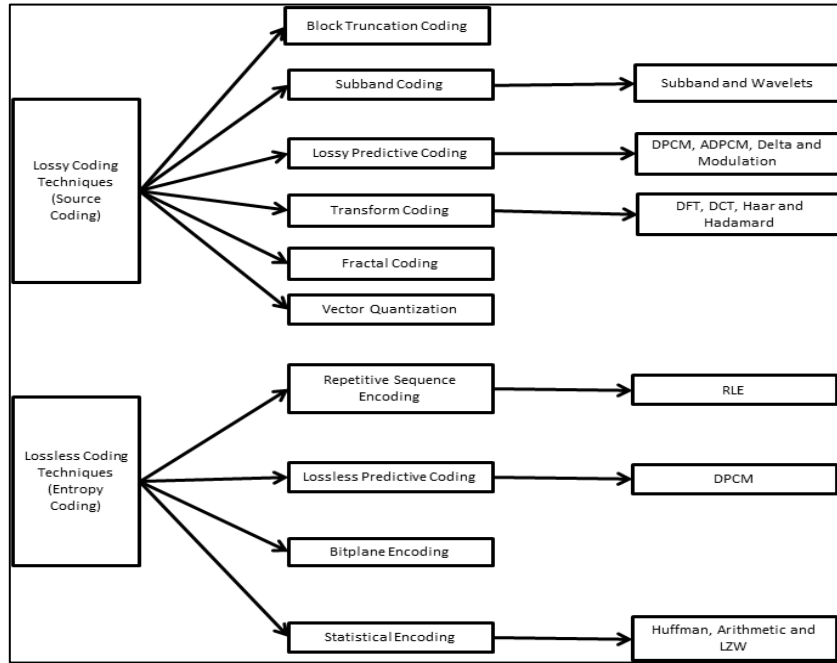 Block Truncation Coding
Subband Coding
Subband and Wavelets
Lossy Coding
Techniques
(Source
Coding)
Lossy Predictive Coding
DPCM, ADPCM, Delta and
Modulation
Transform Coding
DFT, DCT, Haar and
Hadamard
Fractal Coding
Vector Quantization
Repetitive Sequence
Encoding
RLE
Lossless Coding
Techniques
(Entropy
Coding)
Lossless Predictive Coding
DPCM
Bitplane Encoding
Statistical Encoding
Huffman, Arithmetic and
LZW